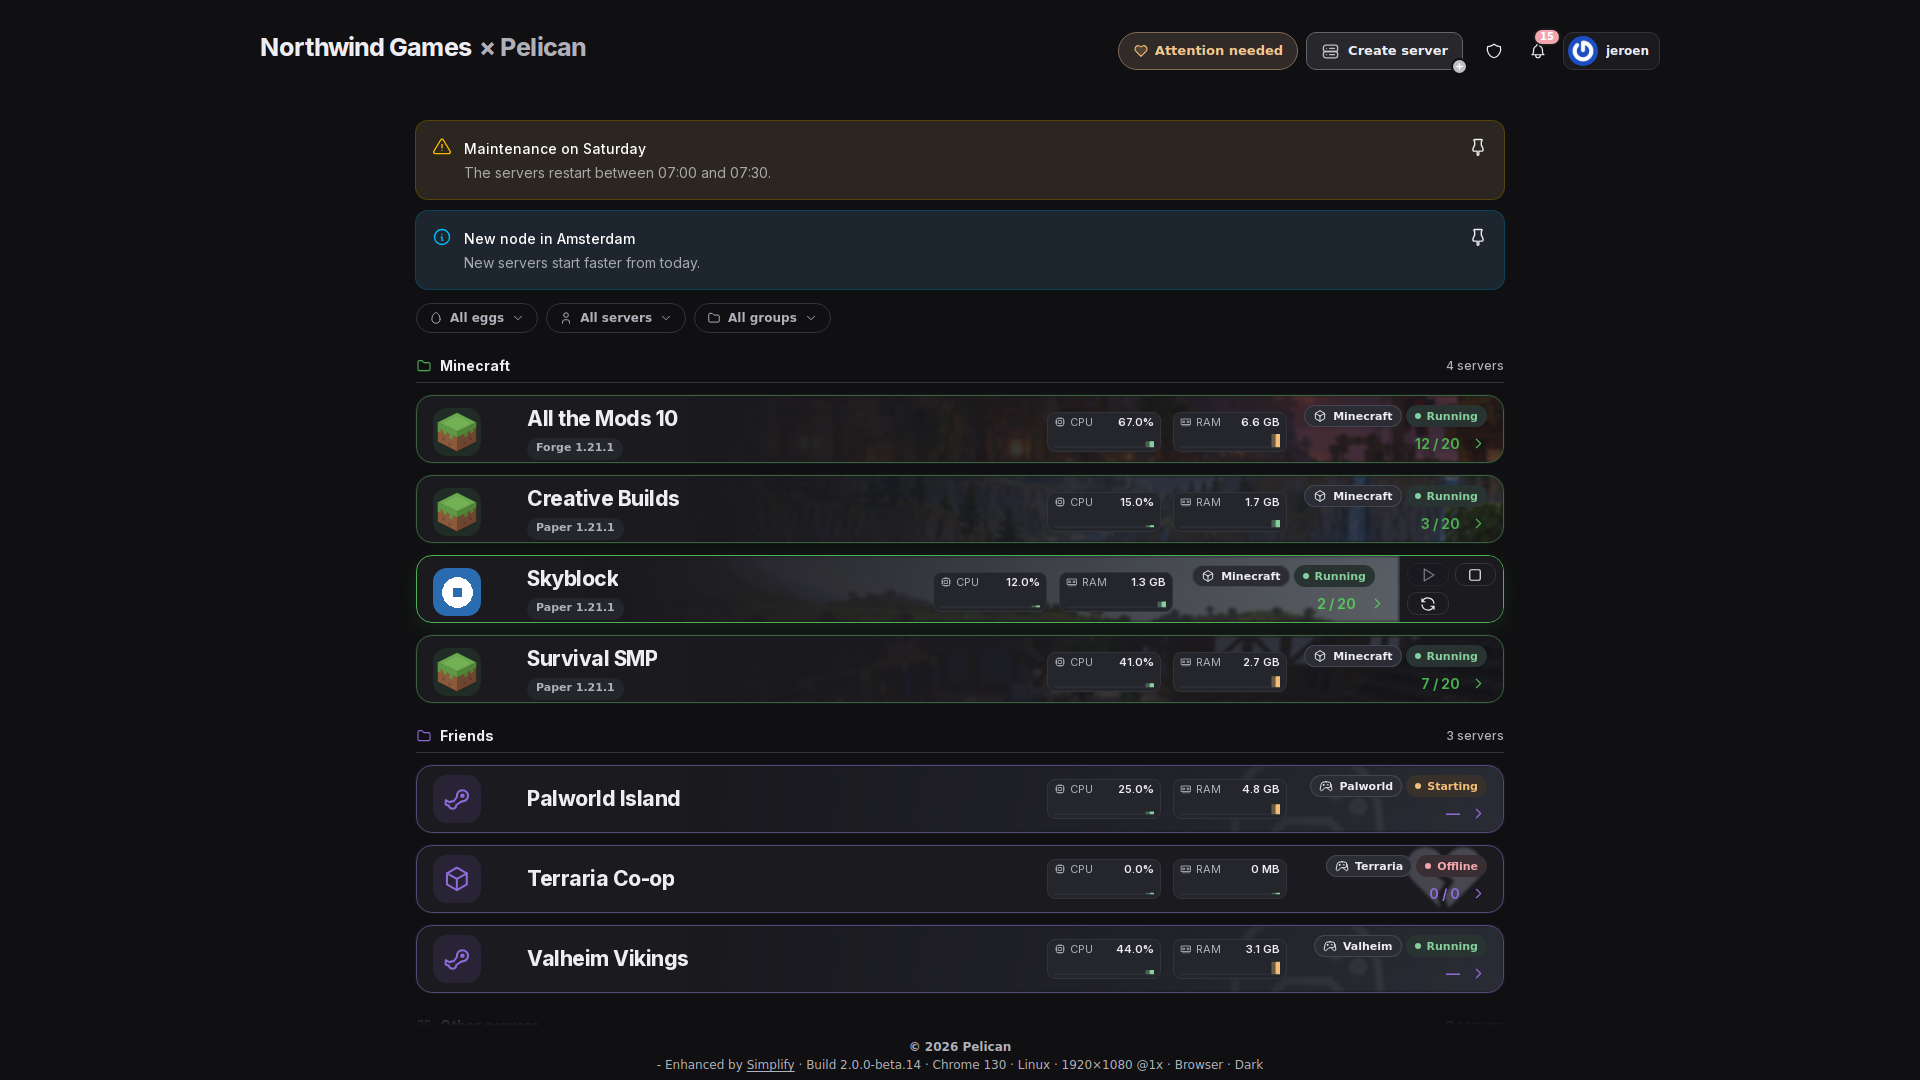 Northwind Games × Pelican
Attention needed
Create server
15
jeroen
Maintenance on Saturday
The servers restart between 07:00 and 07:30.
New node in Amsterdam
New servers start faster from today.
All eggs
All servers
All groups
Minecraft
4 servers
All the Mods 10
Forge 1.21.1
CPU 67.0%
RAM 6.6 GB
Minecraft
Running
12 / 20
Creative Builds
Paper 1.21.1
CPU 15.0%
RAM 1.7 GB
Minecraft
Running
3 / 20
Skyblock
Paper 1.21.1
CPU 12.0%
RAM 1.3 GB
Minecraft
Running
2 / 20
Survival SMP
Paper 1.21.1
CPU 41.0%
RAM 2.7 GB
Minecraft
Running
7 / 20
Friends
3 servers
Palworld Island
CPU 25.0%
RAM 4.8 GB
Palworld
Starting
—
Terraria Co-op
CPU 0.0%
RAM 0 MB
Terraria
Offline
0 / 0
Valheim Vikings
CPU 44.0%
RAM 3.1 GB
Valheim
Running
—
Other servers
© 2026 Pelican
- Enhanced by Simplify · Build 2.0.0-beta.14 · Chrome 130 · Linux · 1920×1080 @1x · Browser · Dark